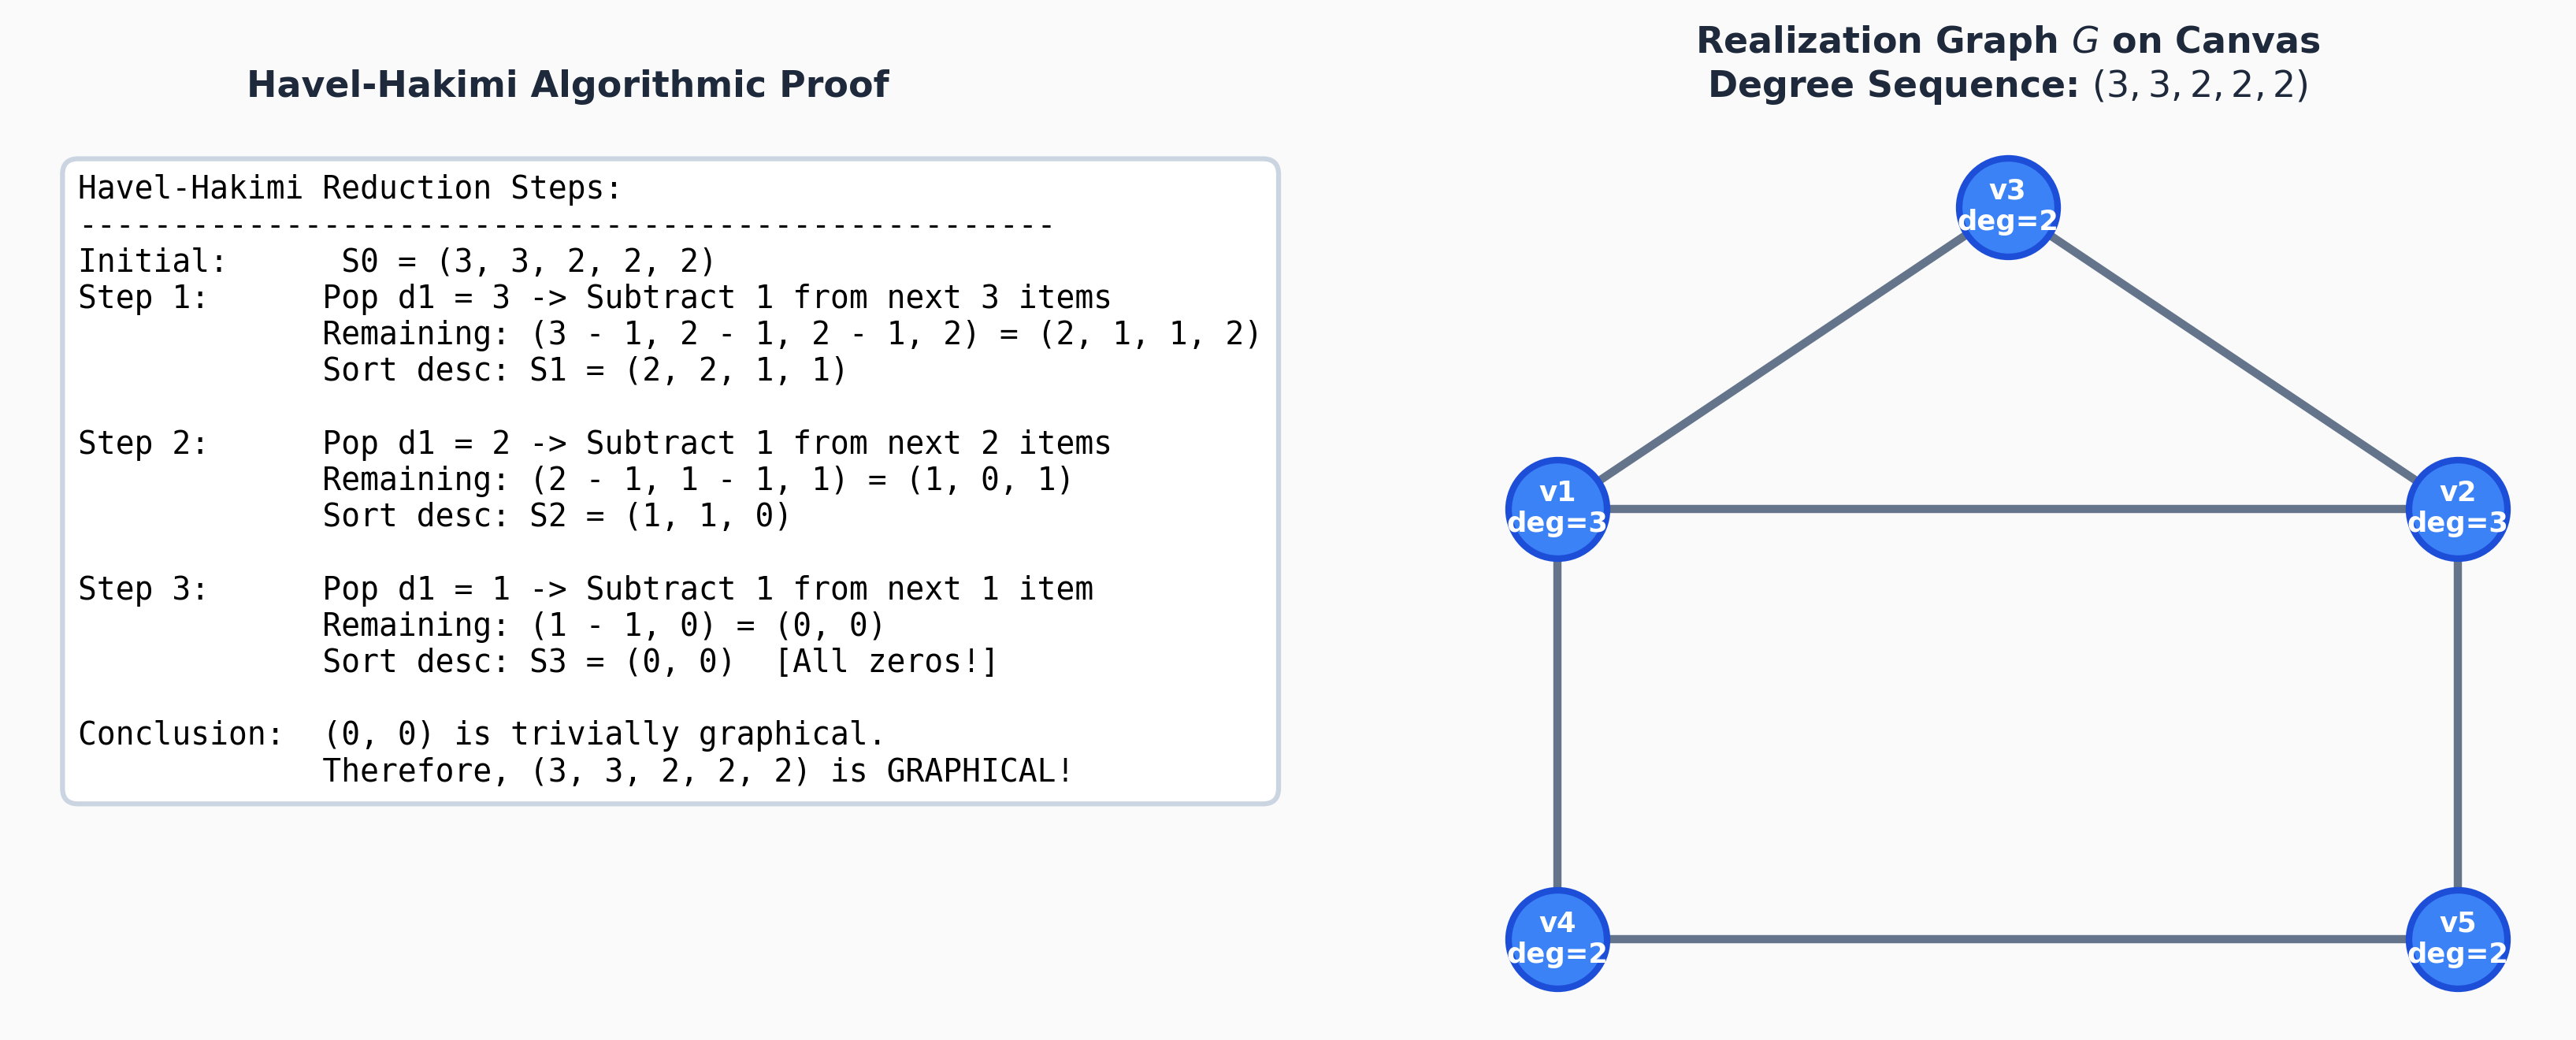 Havel-Hakimi Algorithmic Proof
Havel-Hakimi Reduction Steps:
----------------------------------------------------
Initial:      S0 = (3, 3, 2, 2, 2)
Step 1:      Pop d1 = 3 -> Subtract 1 from next 3 items
             Remaining: (3 - 1, 2 - 1, 2 - 1, 2) = (2, 1, 1, 2)
             Sort desc: S1 = (2, 2, 1, 1)
Step 2:      Pop d1 = 2 -> Subtract 1 from next 2 items
             Remaining: (2 - 1, 1 - 1, 1) = (1, 0, 1)
             Sort desc: S2 = (1, 1, 0)
Step 3:      Pop d1 = 1 -> Subtract 1 from next 1 item
             Remaining: (1 - 1, 0) = (0, 0)
             Sort desc: S3 = (0, 0)  [All zeros!]
Conclusion:  (0, 0) is trivially graphical.
             Therefore, (3, 3, 2, 2, 2) is GRAPHICAL!
Realization Graph G on Canvas
Degree Sequence: (3, 3, 2, 2, 2)
v3
deg=2
v1
deg=3
v2
deg=3
v4
deg=2
v5
deg=2